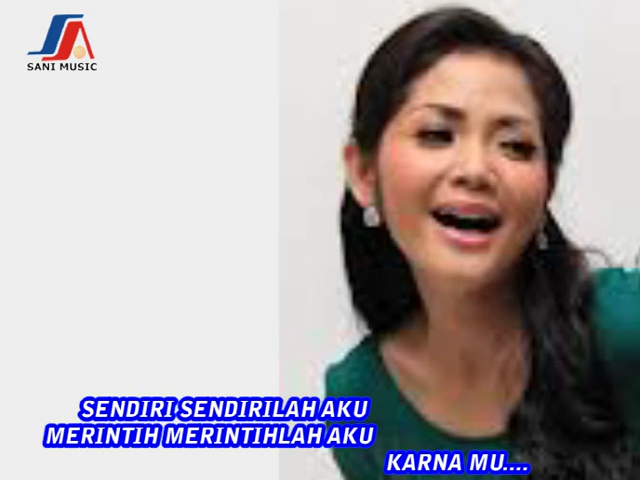 SANI MUSIC
SENDIRI SENDIRILAH AKU
MERINTIH MERINTIHLAH AKU
KARNA MU....